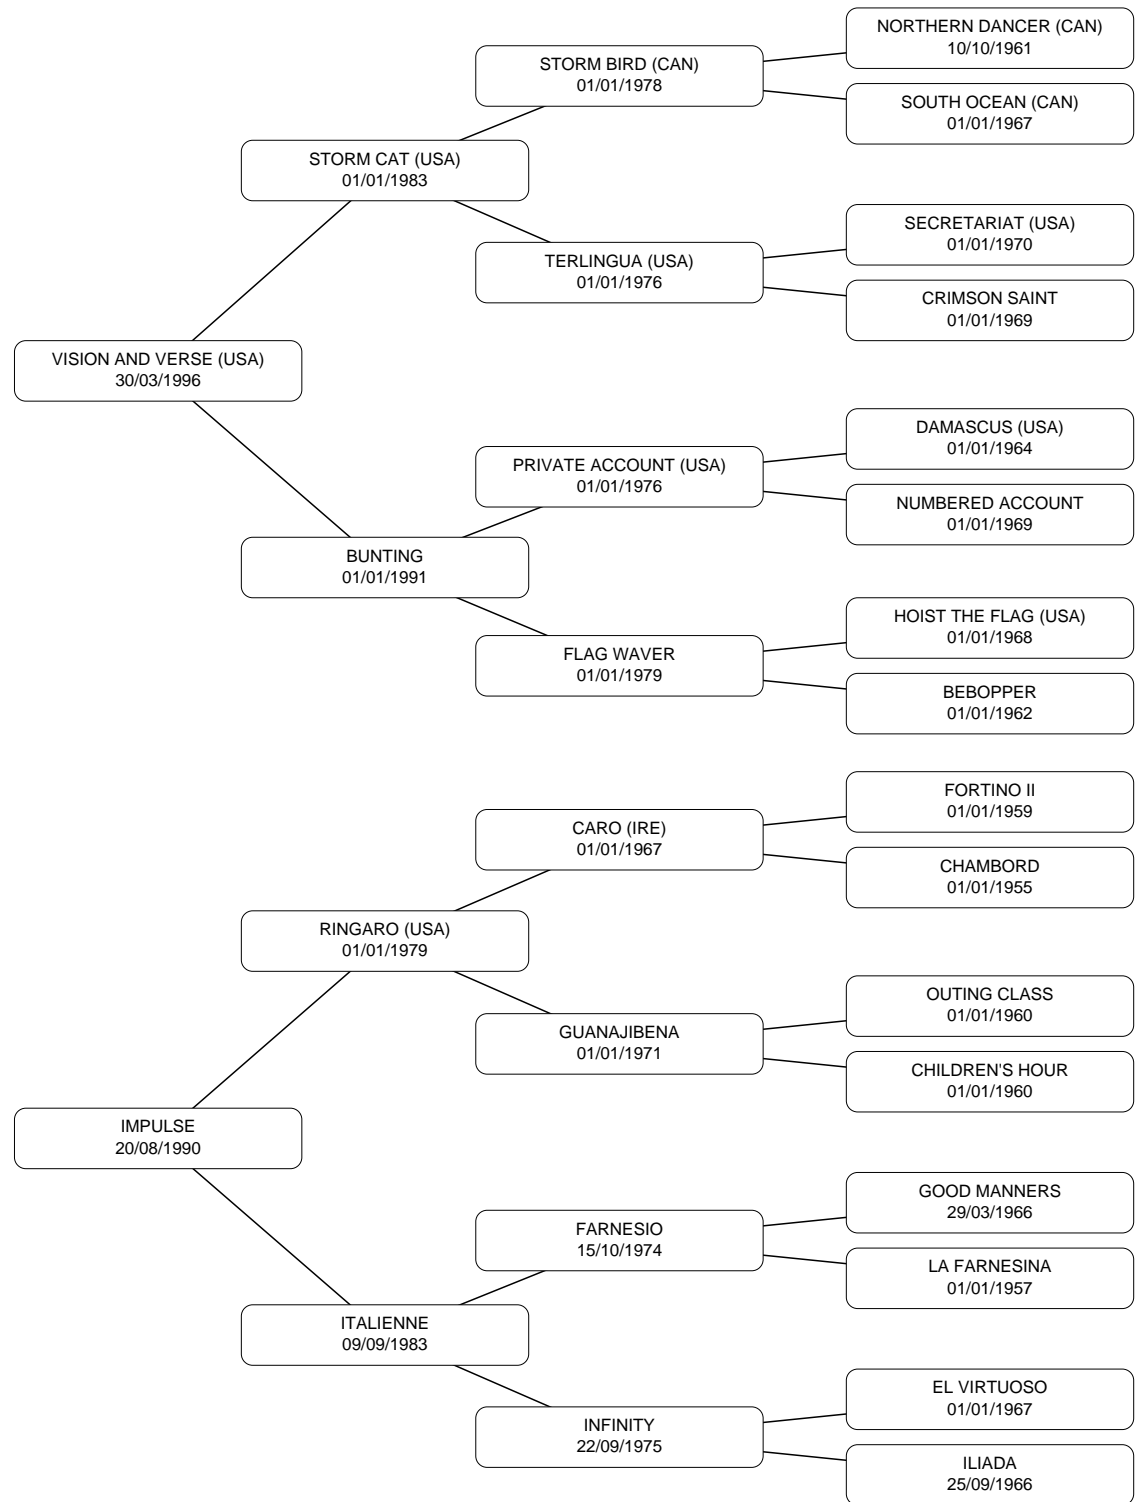 NORTHERN DANCER (CAN)
10/10/1961
STORM BIRD (CAN)
01/01/1978
SOUTH OCEAN (CAN)
01/01/1967
STORM CAT (USA)
01/01/1983
SECRETARIAT (USA)
01/01/1970
TERLINGUA (USA)
01/01/1976
CRIMSON SAINT
01/01/1969
VISION AND VERSE (USA)
30/03/1996
DAMASCUS (USA)
01/01/1964
PRIVATE ACCOUNT (USA)
01/01/1976
NUMBERED ACCOUNT
01/01/1969
BUNTING
01/01/1991
HOIST THE FLAG (USA)
01/01/1968
FLAG WAVER
01/01/1979
BEBOPPER
01/01/1962
FORTINO II
01/01/1959
CARO (IRE)
01/01/1967
CHAMBORD
01/01/1955
RINGARO (USA)
01/01/1979
OUTING CLASS
01/01/1960
GUANAJIBENA
01/01/1971
CHILDREN'S HOUR
01/01/1960
IMPULSE
20/08/1990
GOOD MANNERS
29/03/1966
FARNESIO
15/10/1974
LA FARNESINA
01/01/1957
ITALIENNE
09/09/1983
EL VIRTUOSO
01/01/1967
INFINITY
22/09/1975
ILIADA
25/09/1966